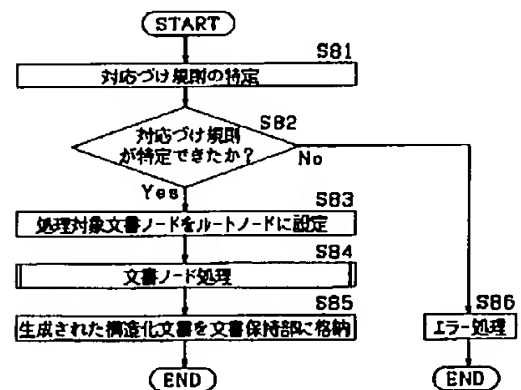 START
S81
対応づけ規則の特定
S82
対応づけ規則
が特定できたか?
No
Yes
S83
処理対象文書ノードをルートノードに設定
S84
文書ノード処理
S85
生成された構造化文書を文書保持部に格納
S86
エラー処理
END
END